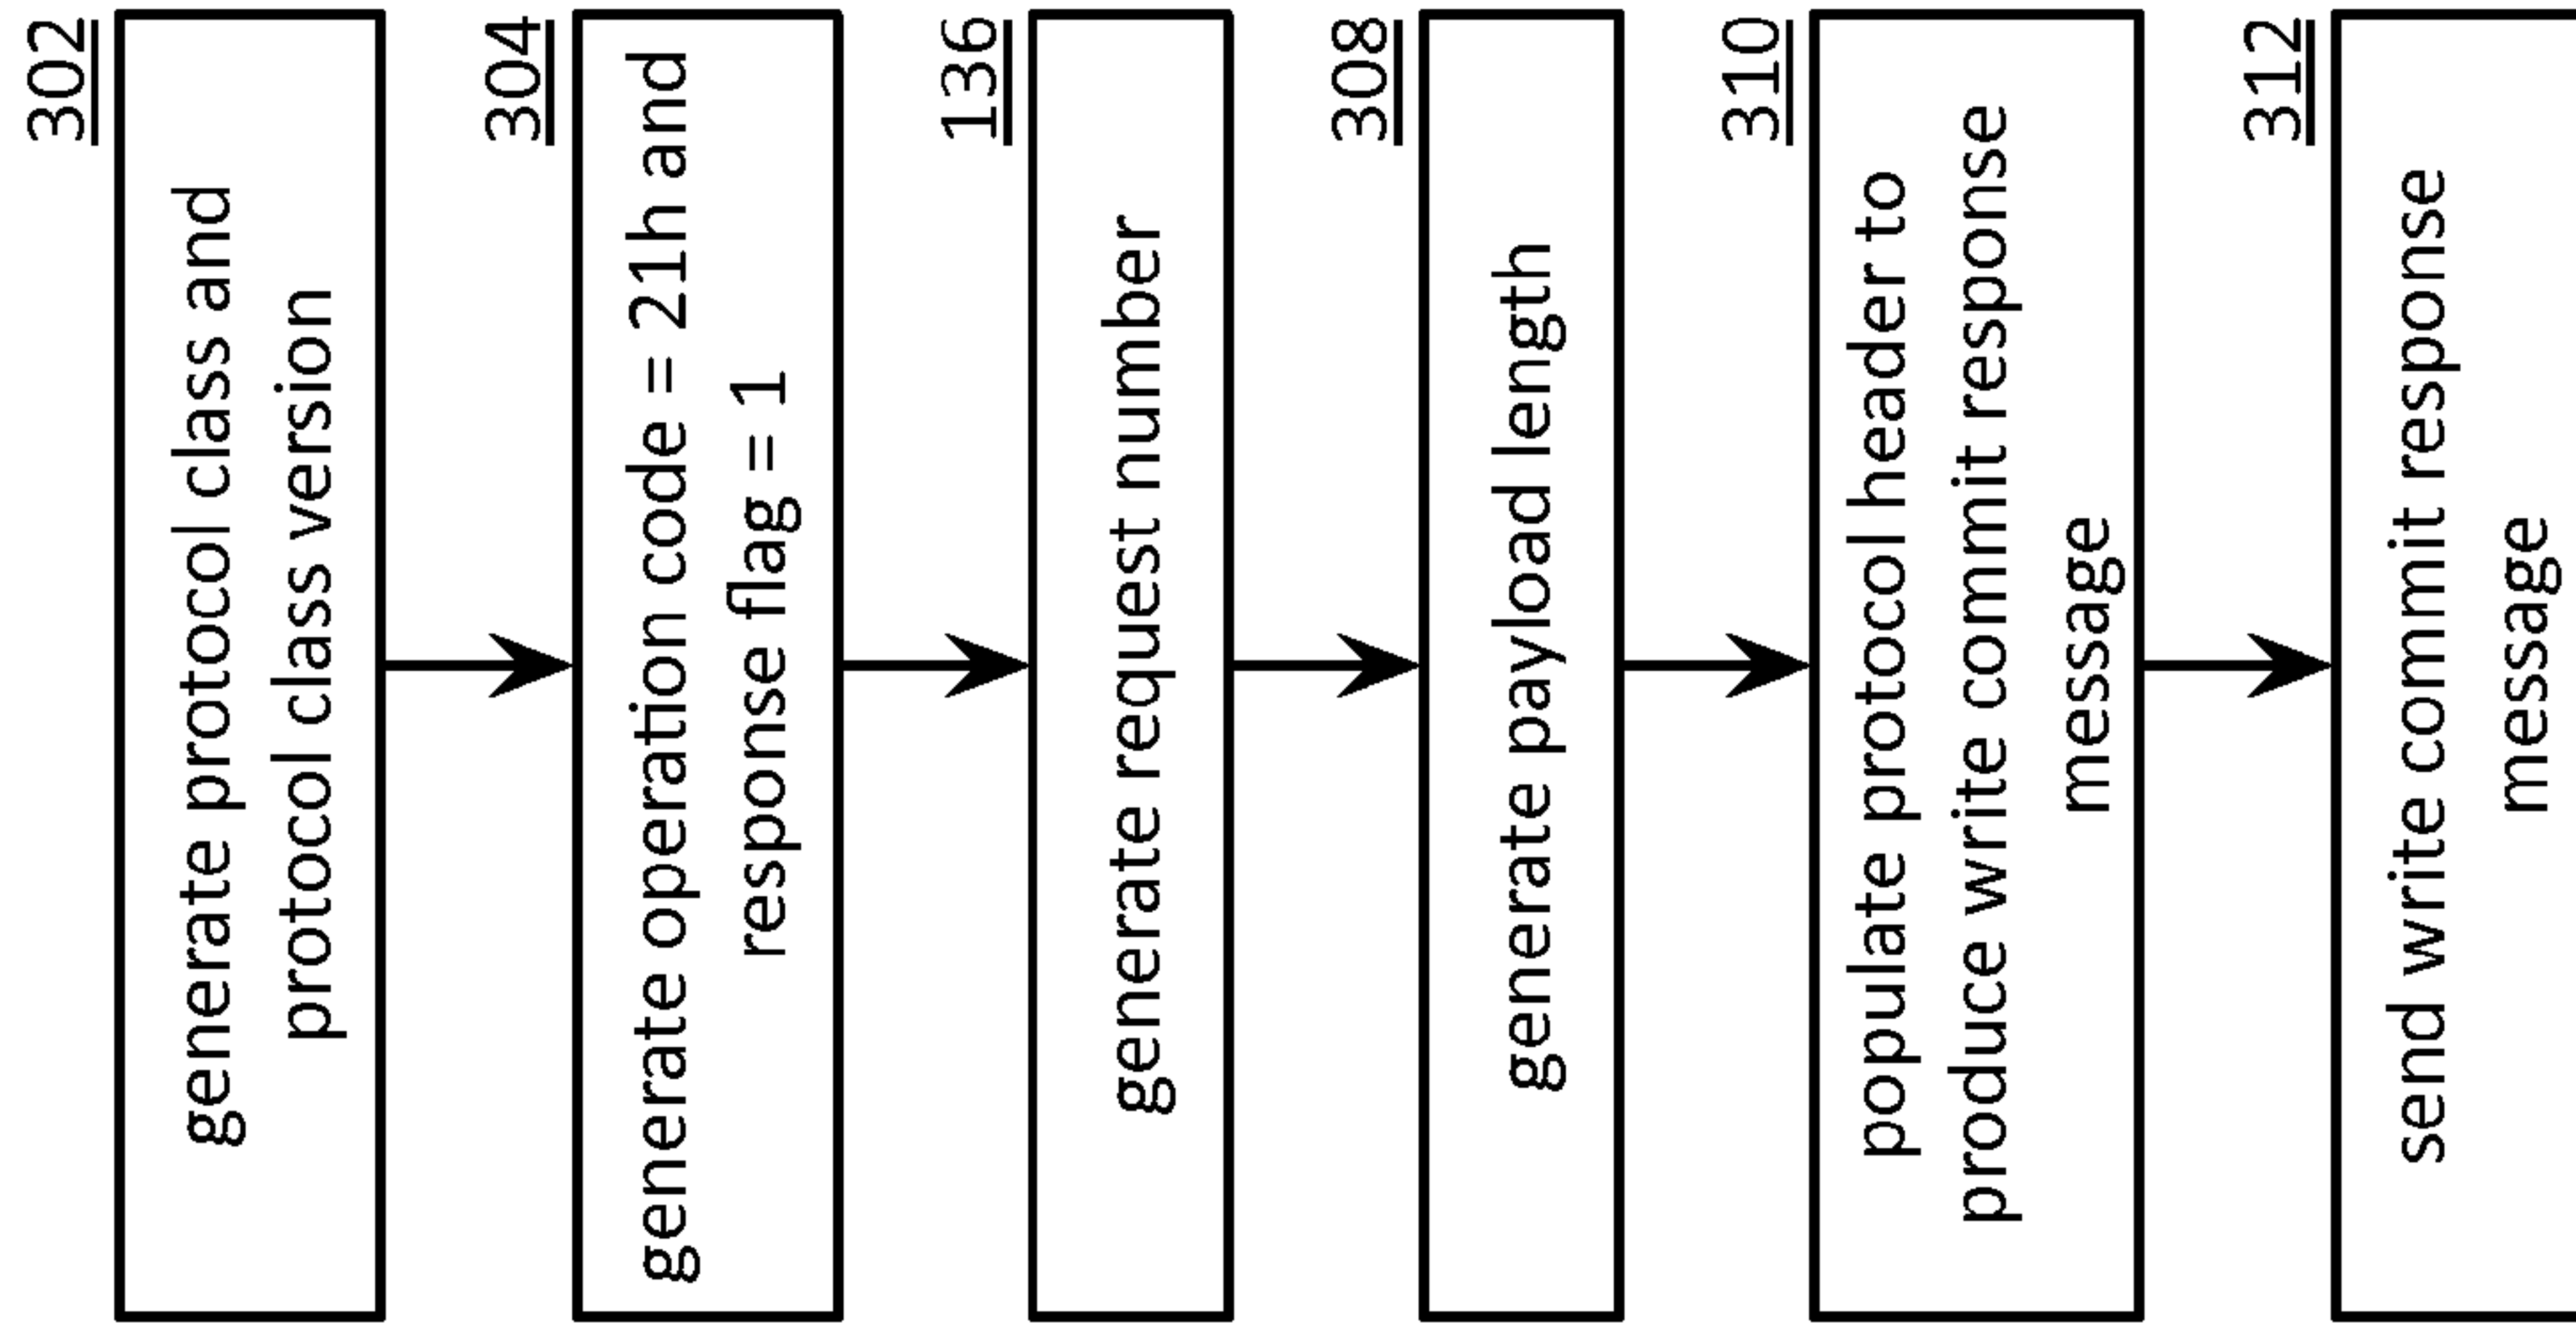 302
generate protocol class and
protocol class version
304
generate operation code = 21h and
response flag = 1
136
generate request number
308
generate payload length
310
populate protocol header to
produce write commit response
message
312
send write commit response
message